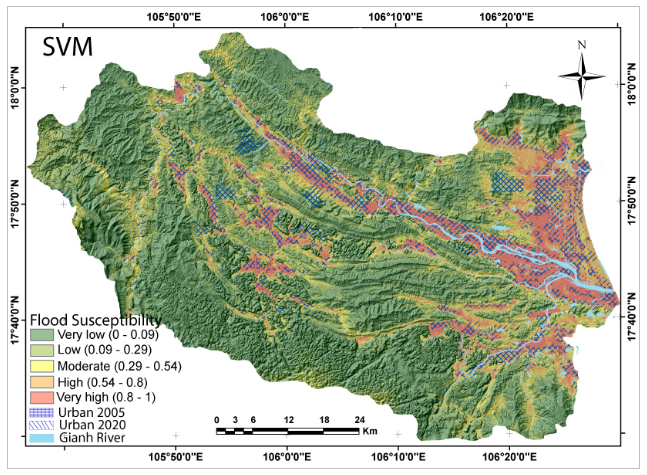 105°50'0"E 106°0'0"E 106°10'0"E 106°20'0"E
SVM
N
18°0'0"N 18°0'0"N
17°50'0"N 17°50'0"N
17°40'0"N 17°40'0"N
Flood Susceptibility
Very low (0 - 0.09)
Low (0.09 - 0.29)
Moderate (0.29 - 0.54)
High (0.54 - 0.8)
Very high (0.8 - 1)
Urban 2005
Urban 2020
Gianh River
0 3 6 12 18 24
Km
105°50'0"E 106°0'0"E 106°10'0"E 106°20'0"E